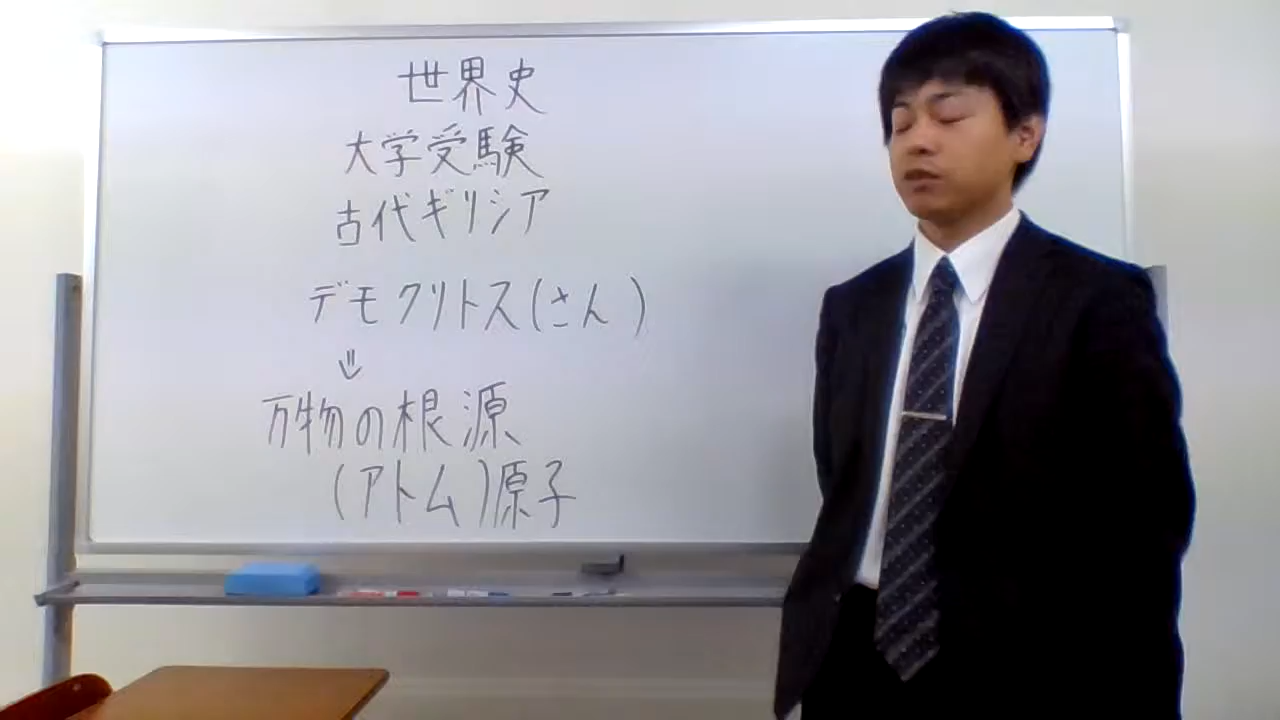 世界史
大学受験
古代ギリシア
デモクリトス(さん)
⇓
万物の根源
(アトム)原子